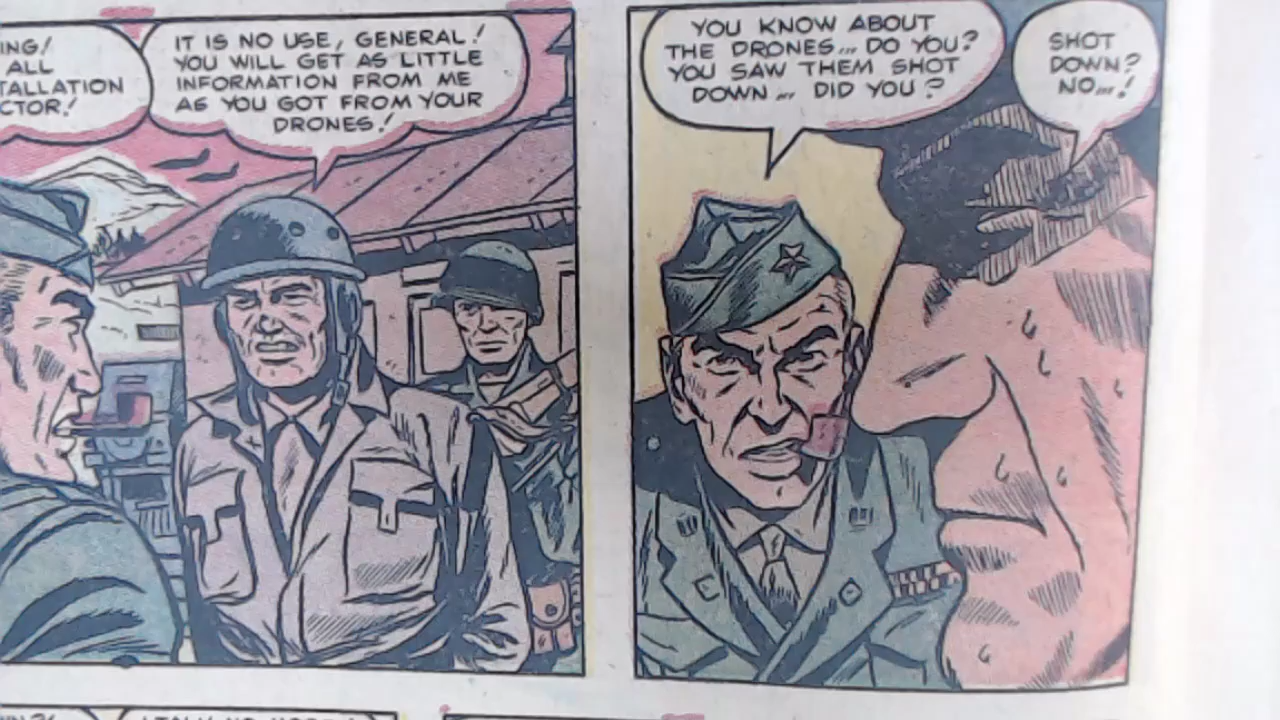 ING!
ALL
TALLATION
CTOR!
IT IS NO USE, GENERAL!
YOU WILL GET AS LITTLE
INFORMATION FROM ME
AS YOU GOT FROM YOUR
DRONES!
YOU KNOW ABOUT
THE DRONES... DO YOU?
YOU SAW THEM SHOT
DOWN... DID YOU?
SHOT
DOWN?
NO...!